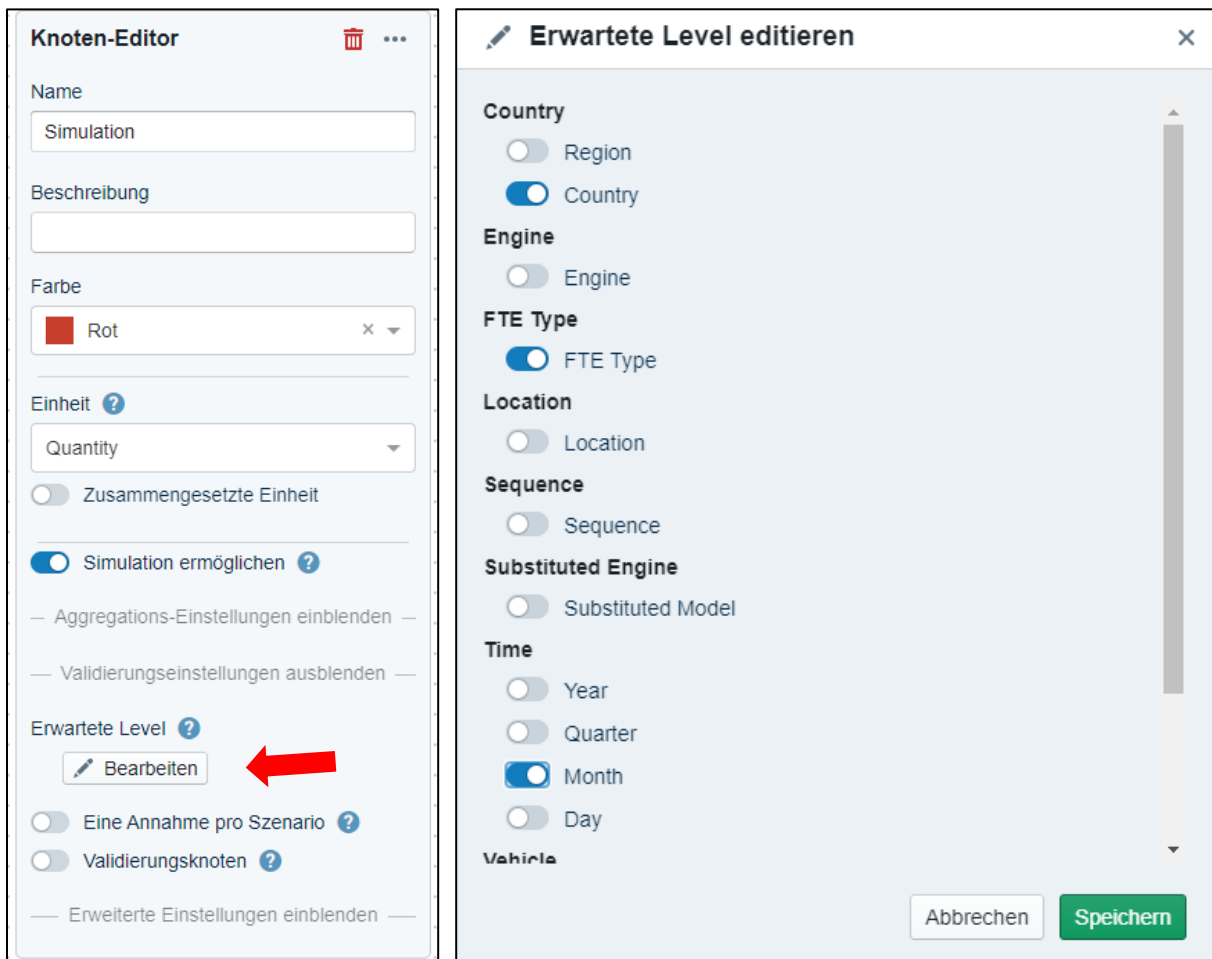 Knoten-Editor
Name
Simulation
Beschreibung
Farbe
Rot
Einheit
Quantity
Zusammengesetzte Einheit
Simulation ermöglichen
Aggregations-Einstellungen einblenden
Validierungseinstellungen ausblenden
Erwartete Level
Bearbeiten
Eine Annahme pro Szenario
Validierungsknoten
Erweiterte Einstellungen einblenden
Erwartete Level editieren
Country
Region
Country
Engine
Engine
FTE Type
FTE Type
Location
Location
Sequence
Sequence
Substituted Engine
Substituted Model
Time
Year
Quarter
Month
Day
Vehicle
Abbrechen
Speichern